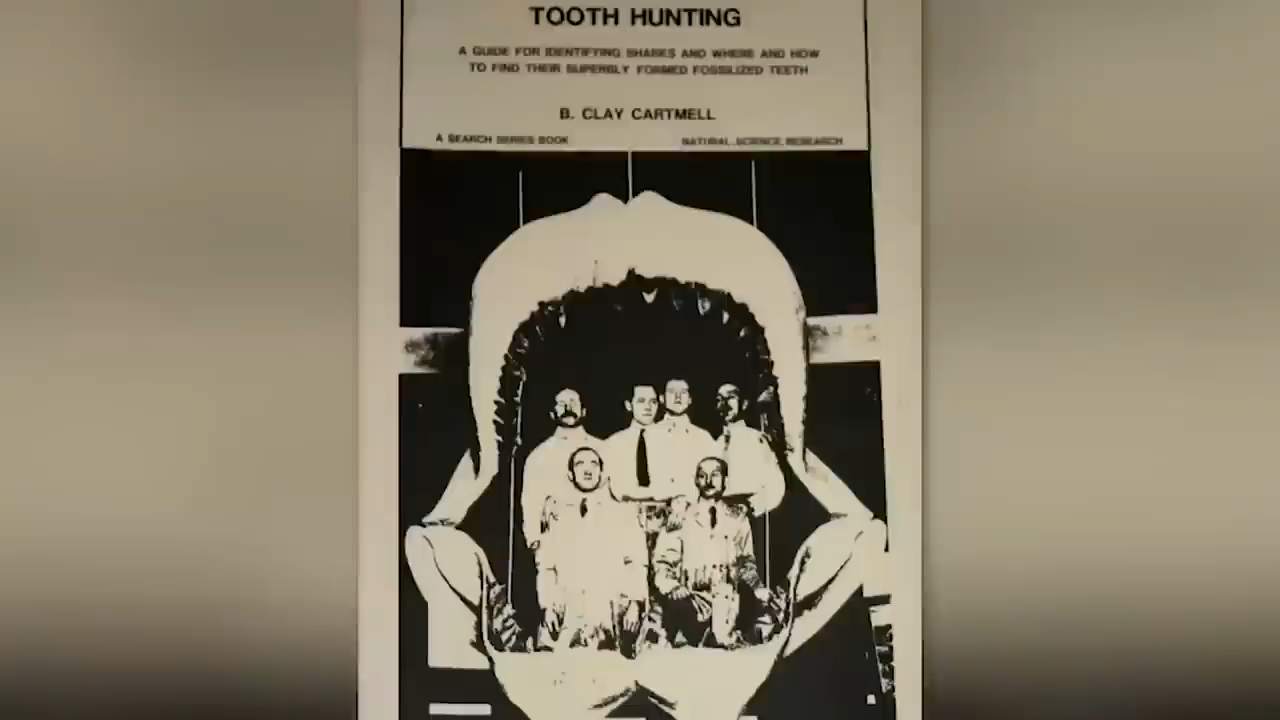 TOOTH HUNTING
A GUIDE FOR IDENTIFYING SHARKS AND WHERE AND HOW
TO FIND THEIR SUPERBLY FORMED FOSSILIZED TEETH
B. CLAY CARTMELL
A SEARCH SERIES BOOK
NATURAL SCIENCE RESEARCH